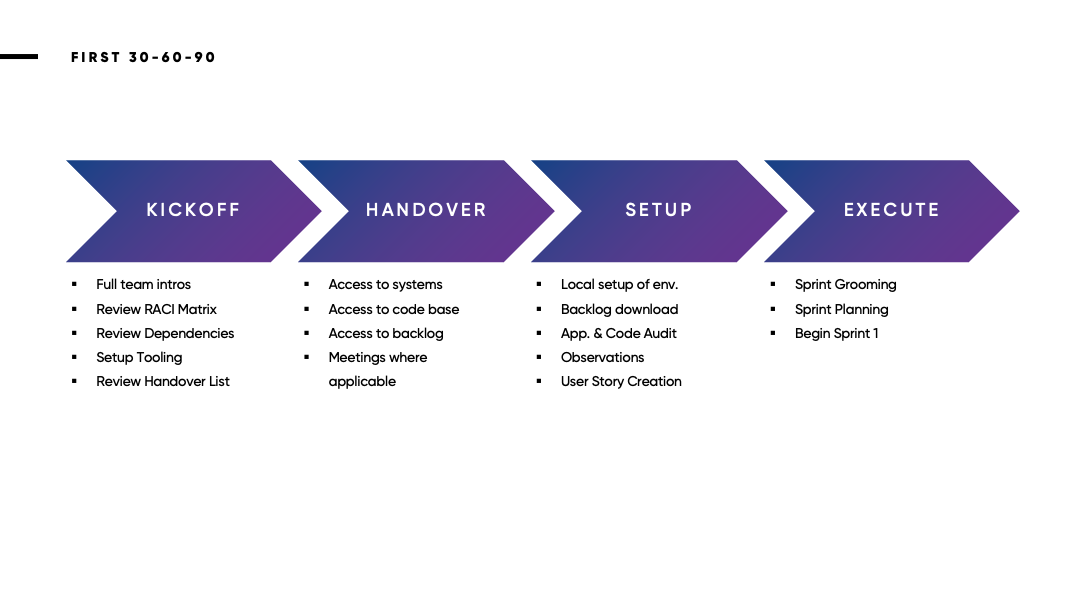 FIRST 30-60-90
KICKOFF
▪ Full team intros
▪ Review RACI Matrix
▪ Review Dependencies
▪ Setup Tooling
▪ Review Handover List
HANDOVER
▪ Access to systems
▪ Access to code base
▪ Access to backlog
▪ Meetings where
applicable
SETUP
▪ Local setup of env.
▪ Backlog download
▪ App. & Code Audit
▪ Observations
▪ User Story Creation
EXECUTE
▪ Sprint Grooming
▪ Sprint Planning
▪ Begin Sprint 1